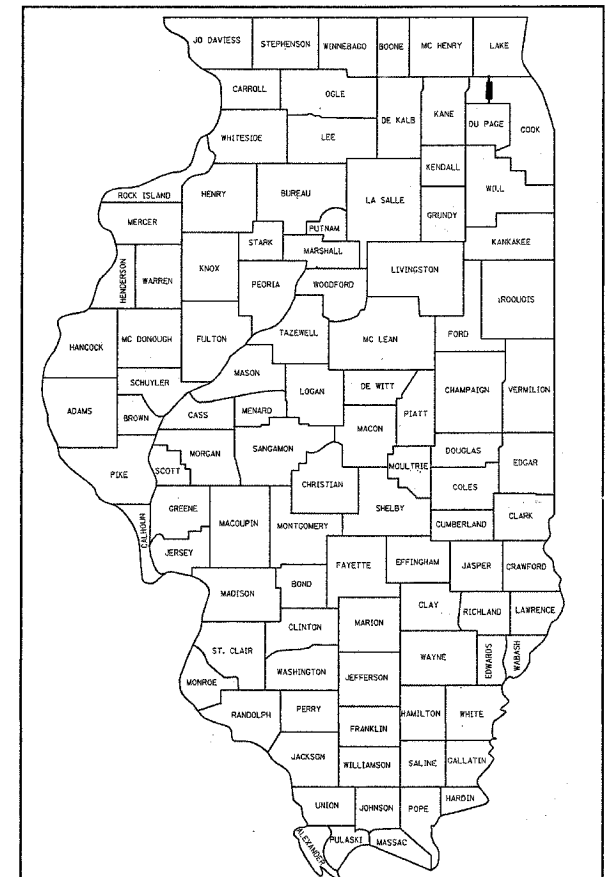 JO DAVIESS
STEPHENSON
WINNEBAGO
BOONE
MC HENRY
LAKE
CARROLL
OGLE
DE KALB
KANE
DU PAGE
COOK
WHITESIDE
LEE
KENDALL
WILL
ROCK ISLAND
HENRY
BUREAU
LA SALLE
GRUNDY
MERCER
PUTNAM
STARK
MARSHALL
KANKAKEE
HENDERSON
WARREN
KNOX
PEORIA
WOODFORD
LIVINGSTON
IROQUOIS
HANCOCK
MC DONOUGH
FULTON
TAZEWELL
MC LEAN
FORD
SCHUYLER
MASON
LOGAN
DE WITT
CHAMPAIGN
VERMILION
ADAMS
BROWN
CASS
MENARD
MACON
PIATT
PIKE
SCOTT
MORGAN
SANGAMON
CHRISTIAN
MOULTRIE
DOUGLAS
EDGAR
COLES
CALHOUN
GREENE
MACOUPIN
MONTGOMERY
SHELBY
CUMBERLAND
CLARK
JERSEY
FAYETTE
EFFINGHAM
JASPER
CRAWFORD
MADISON
BOND
CLAY
RICHLAND
LAWRENCE
CLINTON
MARION
ST. CLAIR
WAYNE
EDWARDS
WABASH
MONROE
WASHINGTON
JEFFERSON
RANDOLPH
PERRY
HAMILTON
WHITE
FRANKLIN
JACKSON
WILLIAMSON
SALINE
GALLATIN
UNION
JOHNSON
POPE
HARDIN
ALEXANDER
PULASKI
MASSAC